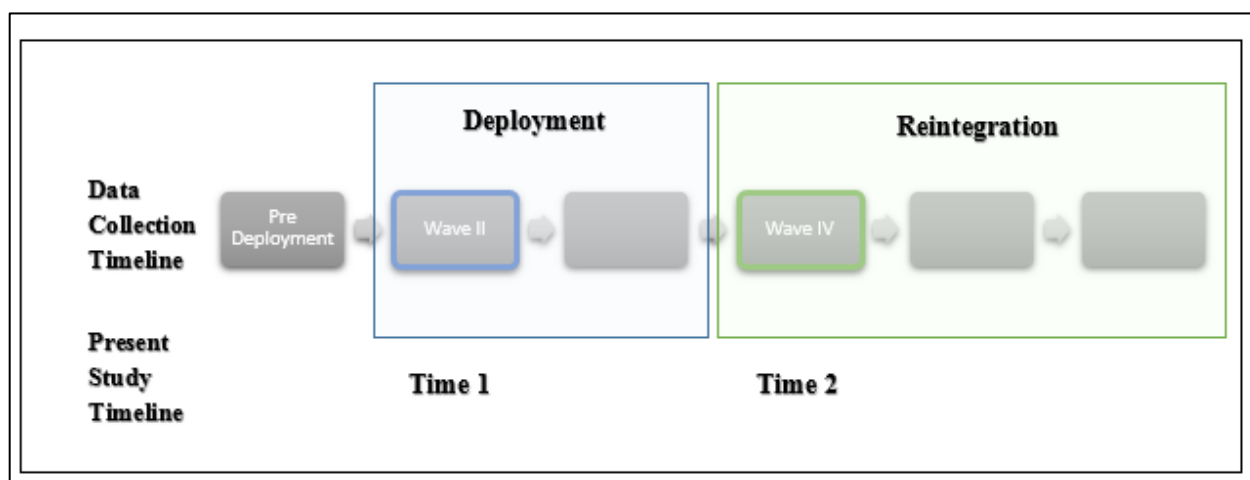 Deployment
Reintegration
Data
Collection
Timeline
Pre
Deployment
Wave II
Wave IV
Present
Study
Timeline
Time 1
Time 2